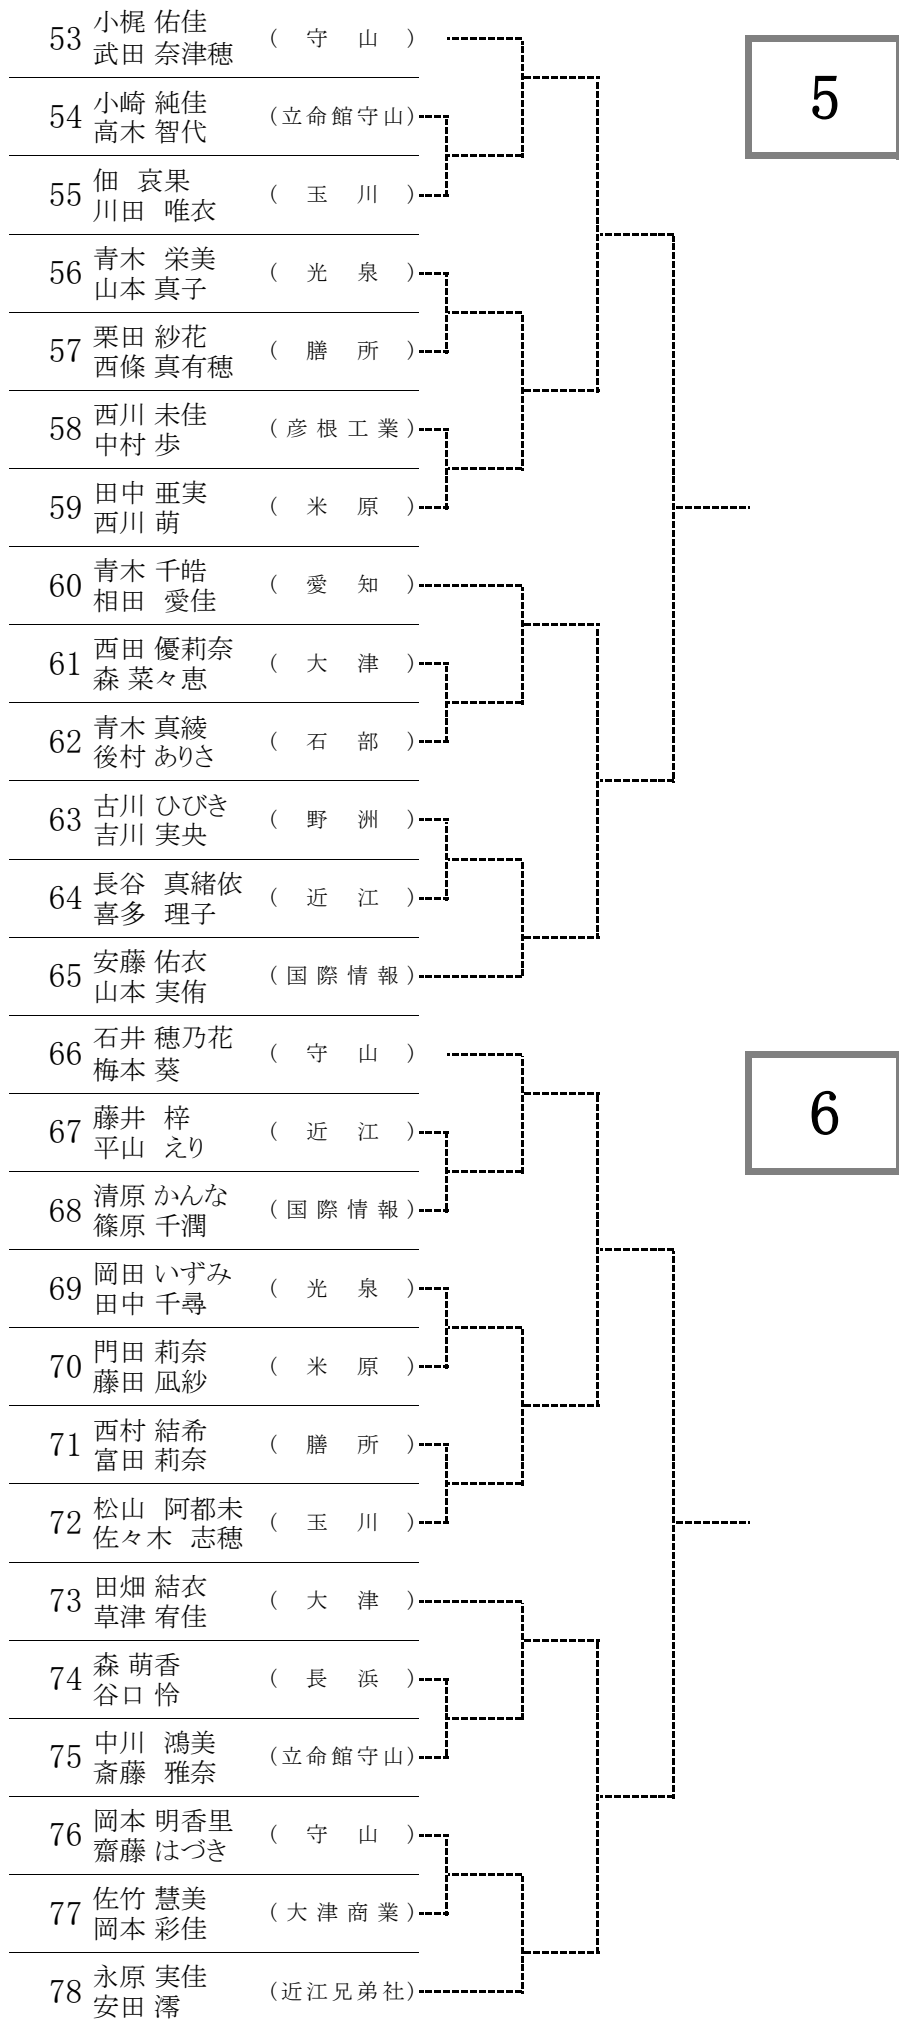 53 小梶 佑佳 ( 守 山 )
武田 奈津穂
5
54 小崎 純佳 (立命館守山)
高木 智代
55 佃 哀果 ( 玉 川 )
川田 唯衣
56 青木 栄美 ( 光 泉 )
山本 真子
57 栗田 紗花 ( 膳 所 )
西條 真有穂
58 西川 未佳 (彦根工業)
中村 歩
59 田中 亜実 ( 米 原 )
西川 萌
60 青木 千皓 ( 愛 知 )
相田 愛佳
61 西田 優莉奈 ( 大 津 )
森 菜々恵
62 青木 真綾 ( 石 部 )
後村 ありさ
63 古川 ひびき ( 野 洲 )
吉川 実央
64 長谷 真緒依 ( 近 江 )
喜多 理子
65 安藤 佑衣 (国際情報)
山本 実侑
66 石井 穂乃花 ( 守 山 )
梅本 葵
6
67 藤井 梓 ( 近 江 )
平山 えり
68 清原 かんな (国際情報)
篠原 千潤
69 岡田 いずみ ( 光 泉 )
田中 千尋
70 門田 莉奈 ( 米 原 )
藤田 凪紗
71 西村 結希 ( 膳 所 )
富田 莉奈
72 松山 阿都未 ( 玉 川 )
佐々木 志穂
73 田畑 結衣 ( 大 津 )
草津 宥佳
74 森 萌香 ( 長 浜 )
谷口 怜
75 中川 鴻美 (立命館守山)
斎藤 雅奈
76 岡本 明香里 ( 守 山 )
齋藤 はづき
77 佐竹 慧美 (大津商業)
岡本 彩佳
78 永原 実佳 (近江兄弟社)
安田 澪